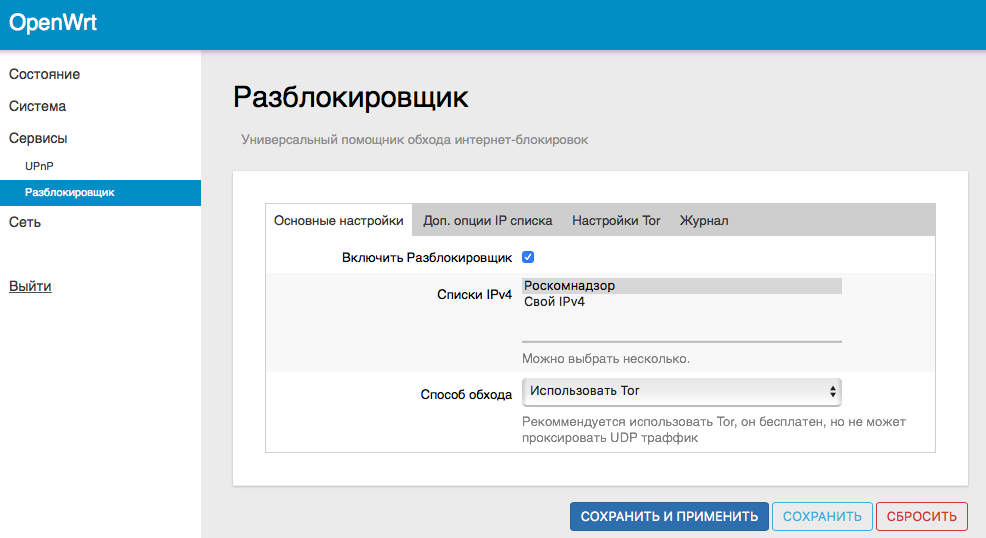 OpenWrt
Состояние
Система
Сервисы
UPnP
Разблокировщик
Сеть
Выйти
Разблокировщик
Универсальный помощник обхода интернет-блокировок
Основные настройки Доп. опции IP списка Настройки Tor Журнал
Включить Разблокировщик
Списки IPv4
Роскомнадзор
Свой IPv4
Можно выбрать несколько.
Способ обхода Использовать Tor
Рекоммендуется использовать Tor, он бесплатен, но не может
проксировать UDP траффик
СОХРАНИТЬ И ПРИМЕНИТЬ СОХРАНИТЬ СБРОСИТЬ